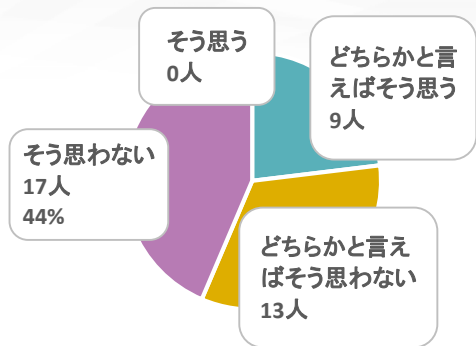 そう思う
0人
どちらかと言
えばそう思う
9人
そう思わない
17人
44%
どちらかと言え
ばそう思わない
13人